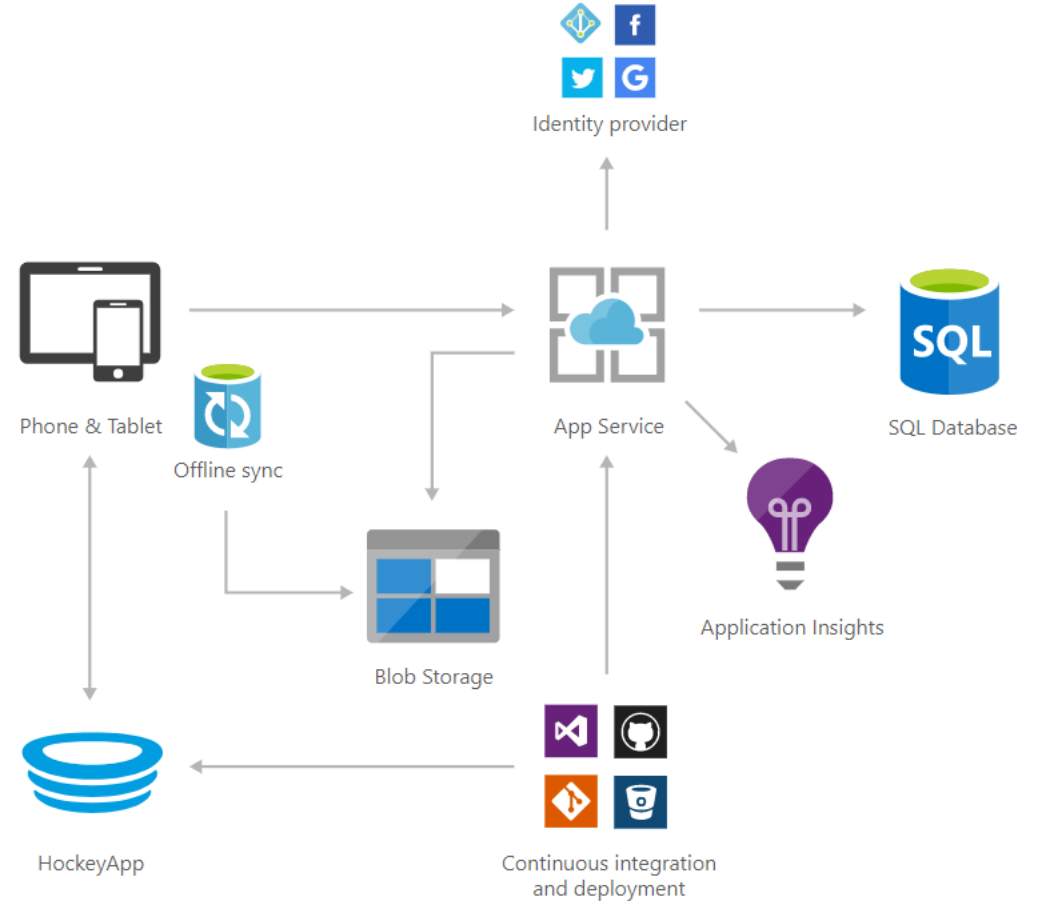 Identity provider
SQL
Phone & Tablet
App Service
SQL Database
Offline sync
Application Insights
Blob Storage
HockeyApp
Continuous integration
and deployment